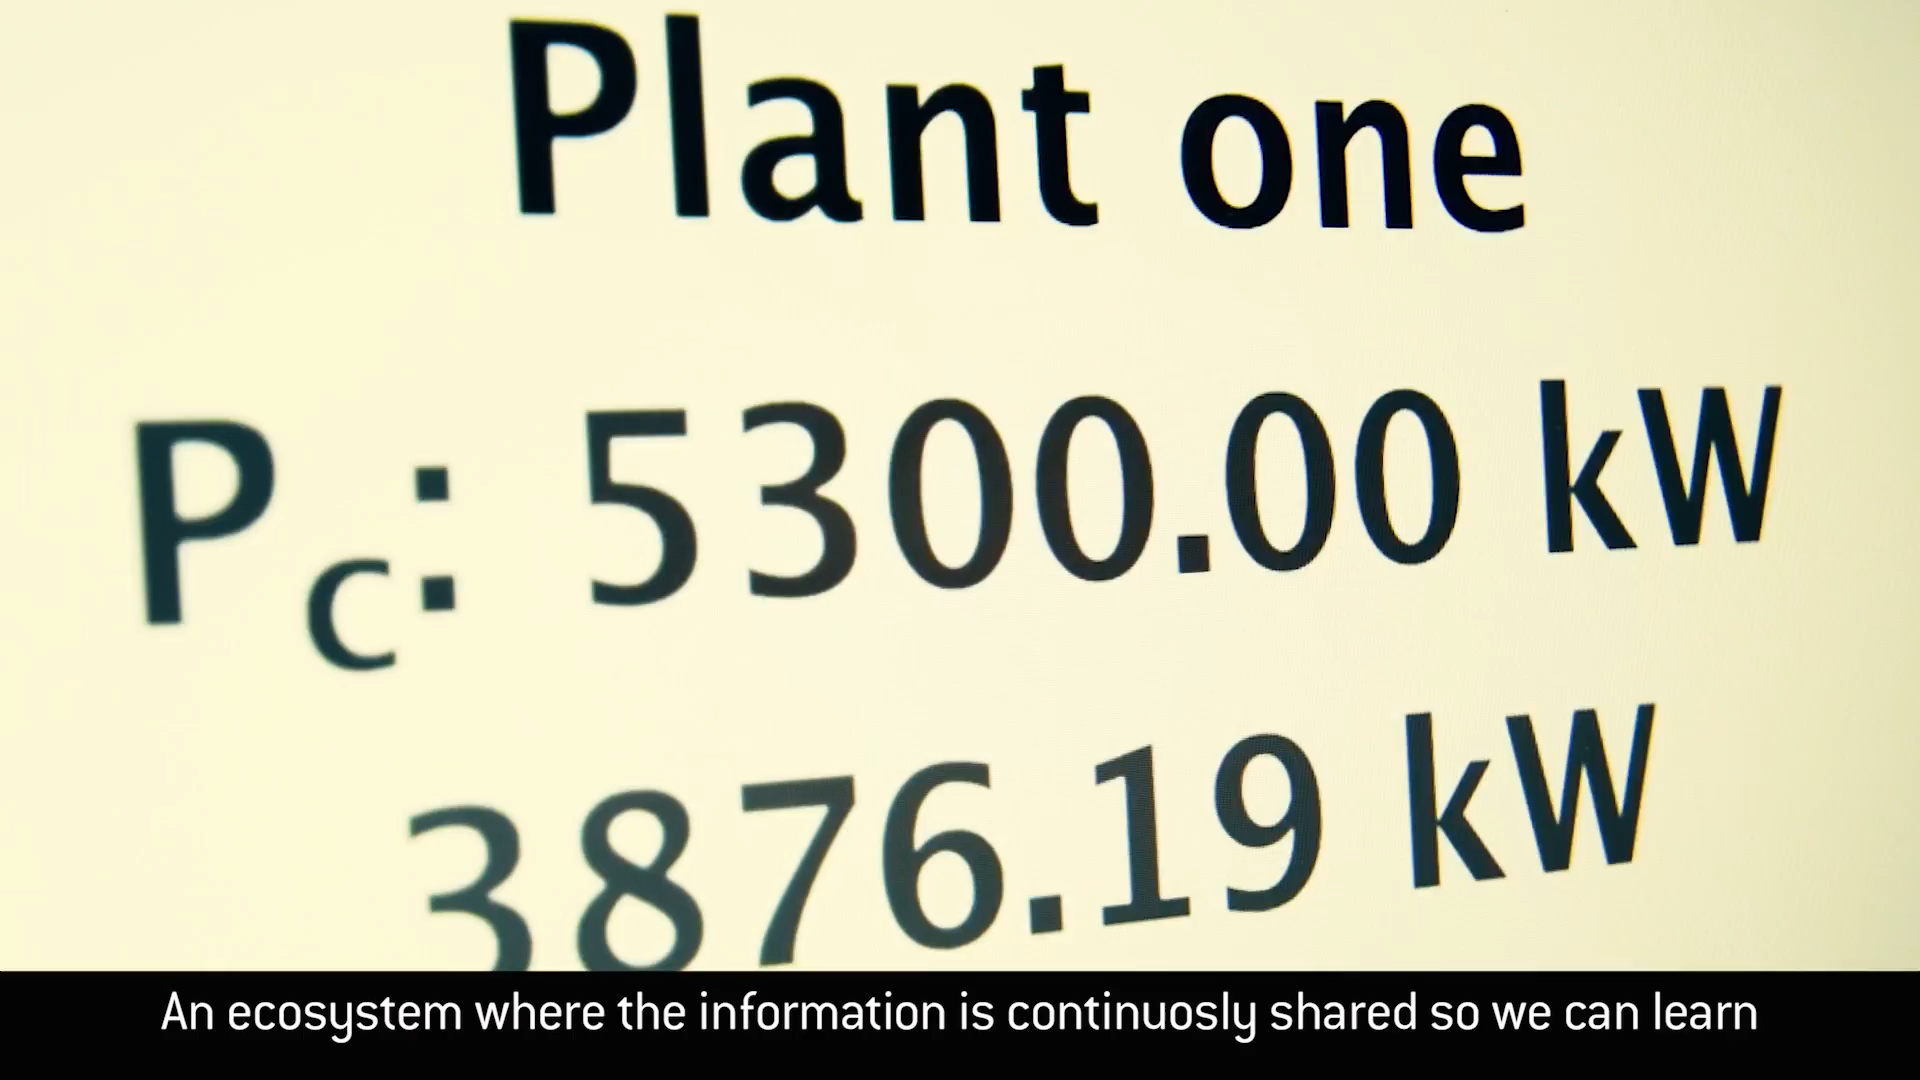 Plant one
Pc: 5300.00 kW
3876.19 kW
An ecosystem where the information is continuosly shared so we can learn